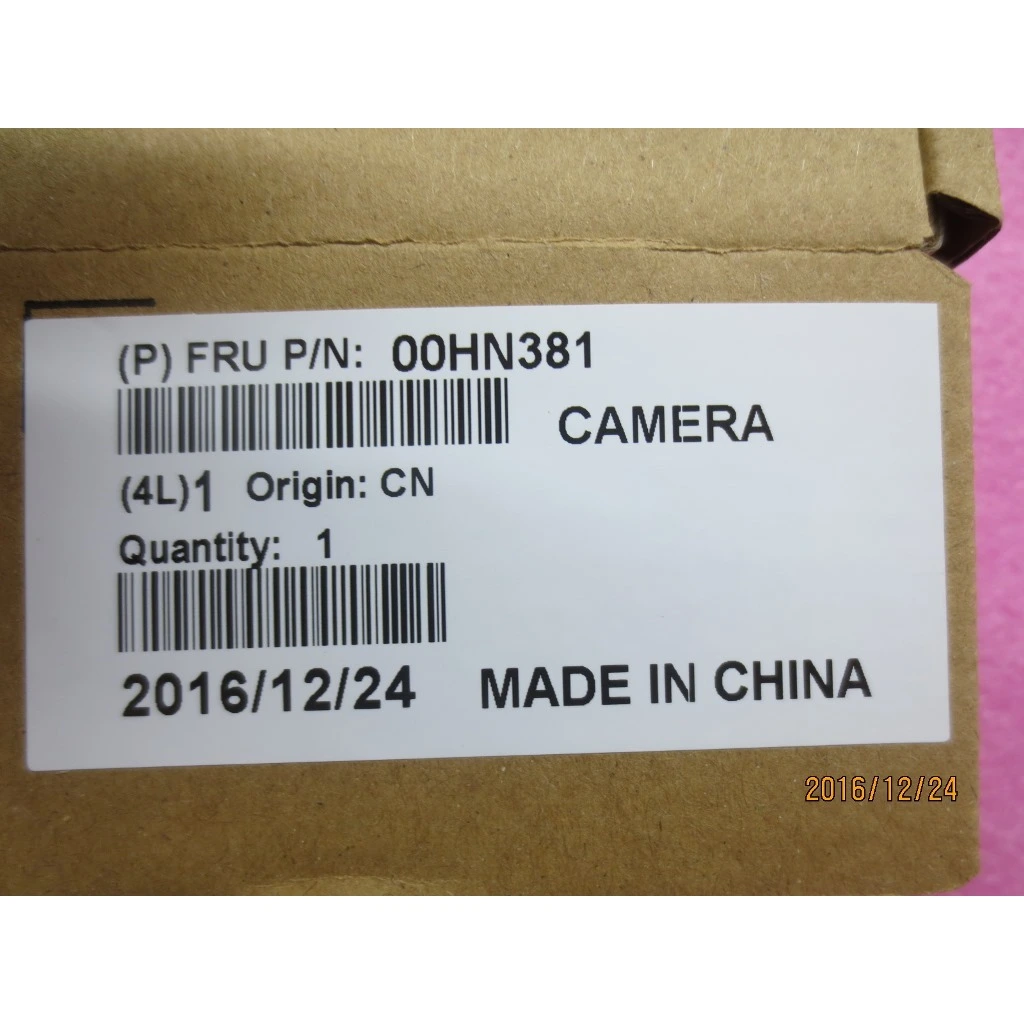 (P) FRU P/N: 00HN381
CAMERA
(4L)1 Origin: CN
Quantity: 1
2016/12/24 MADE IN CHINA
2016/12/24